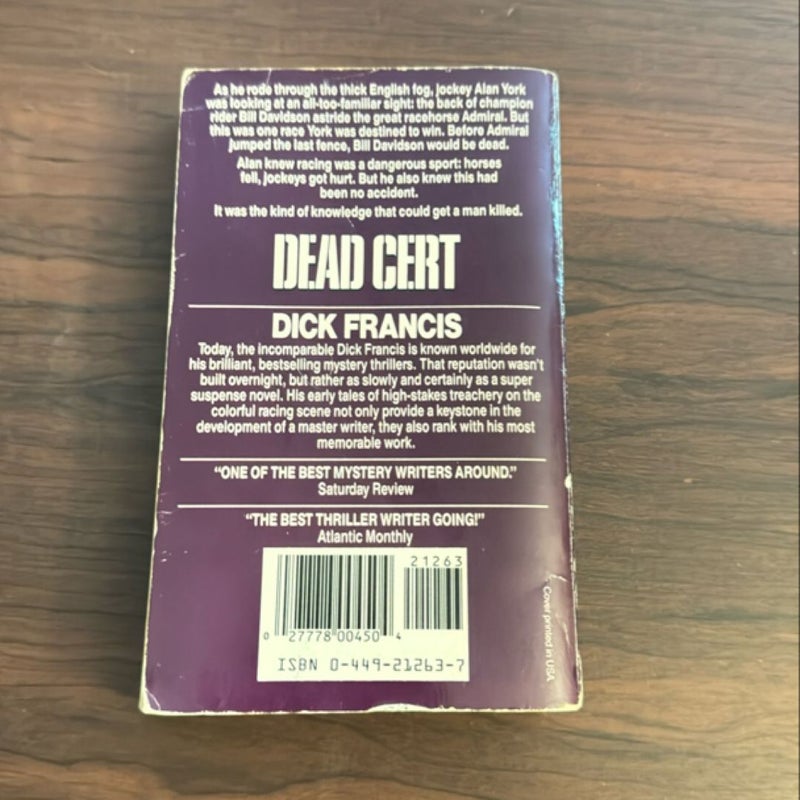 As he rode through the thick English fog, jockey Alan York
was looking at an all-too-familiar sight: the back of champion
rider Bill Davidson astride the great racehorse Admiral. But
this was one race York was destined to win. Before Admiral
jumped the last fence, Bill Davidson would be dead.
Alan knew racing was a dangerous sport: horses
fell, jockeys got hurt. But he also knew this had
been no accident.
It was the kind of knowledge that could get a man killed.
DEAD CERT
DICK FRANCIS
Today, the incomparable Dick Francis is known worldwide for
his brilliant, bestselling mystery thrillers. That reputation wasn't
built overnight, but rather as slowly and certainly as a super
suspense novel. His early tales of high-stakes treachery on the
colorful racing scene not only provide a keystone in the
development of a master writer, they also rank with his most
memorable work.
"ONE OF THE BEST MYSTERY WRITERS AROUND."
Saturday Review
"THE BEST THRILLER WRITER GOING!"
Atlantic Monthly
21263
0 27778 00450 4
ISBN 0-449-21263-7
Cover printed in USA